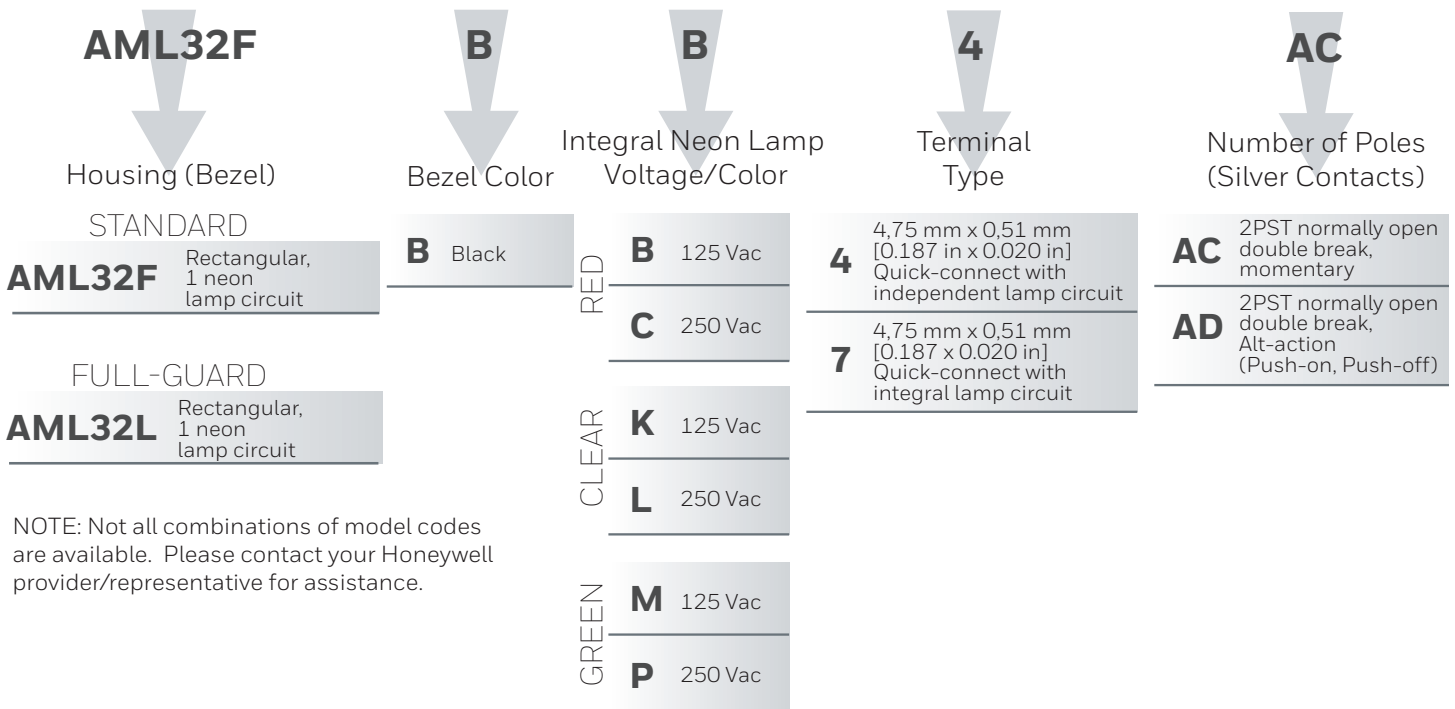 AML32F
B
B
4
AC
Housing (Bezel)
STANDARD
AML32F
Rectangular,
1 neon
lamp circuit
FULL-GUARD
AML32L
Rectangular,
1 neon
lamp circuit
NOTE: Not all combinations of model codes
are available. Please contact your Honeywell
provider/representative for assistance.
Bezel Color
B Black
Integral Neon Lamp
Voltage/Color
RED
B 125 Vac
C 250 Vac
CLEAR
K 125 Vac
L 250 Vac
GREEN
M 125 Vac
P 250 Vac
Terminal
Type
4
4,75 mm x 0,51 mm
[0.187 in x 0.020 in]
Quick-connect with
independent lamp circuit
7
4,75 mm x 0,51 mm
[0.187 x 0.020 in]
Quick-connect with
integral lamp circuit
Number of Poles
(Silver Contacts)
AC
2PST normally open
double break,
momentary
AD
2PST normally open
double break,
Alt-action
(Push-on, Push-off)